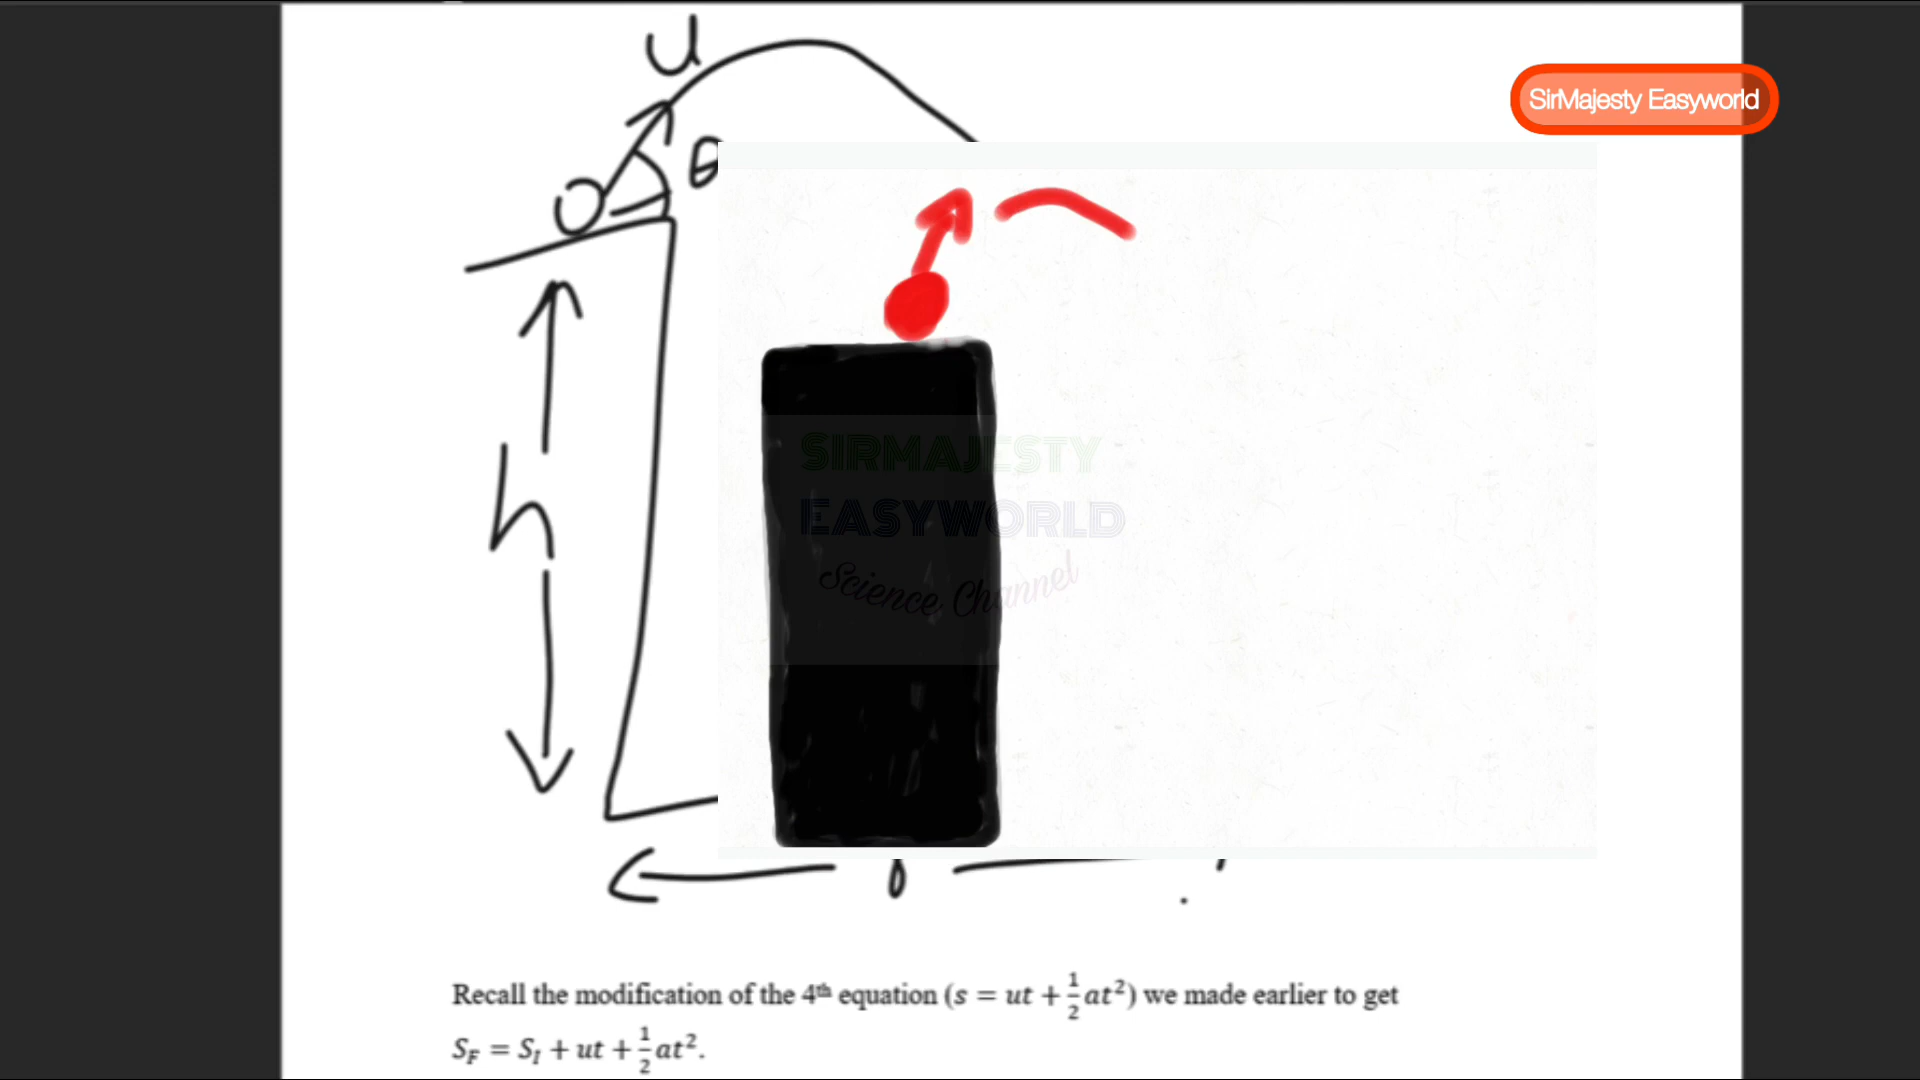 u
SirMajesty Easyworld
θ
SIRMAJESTY
EASYWORLD
Science Channel
h
Recall the modification of the 4th equation (s = ut + ½at²) we made earlier to get
S_F = S_I + ut + ½at².